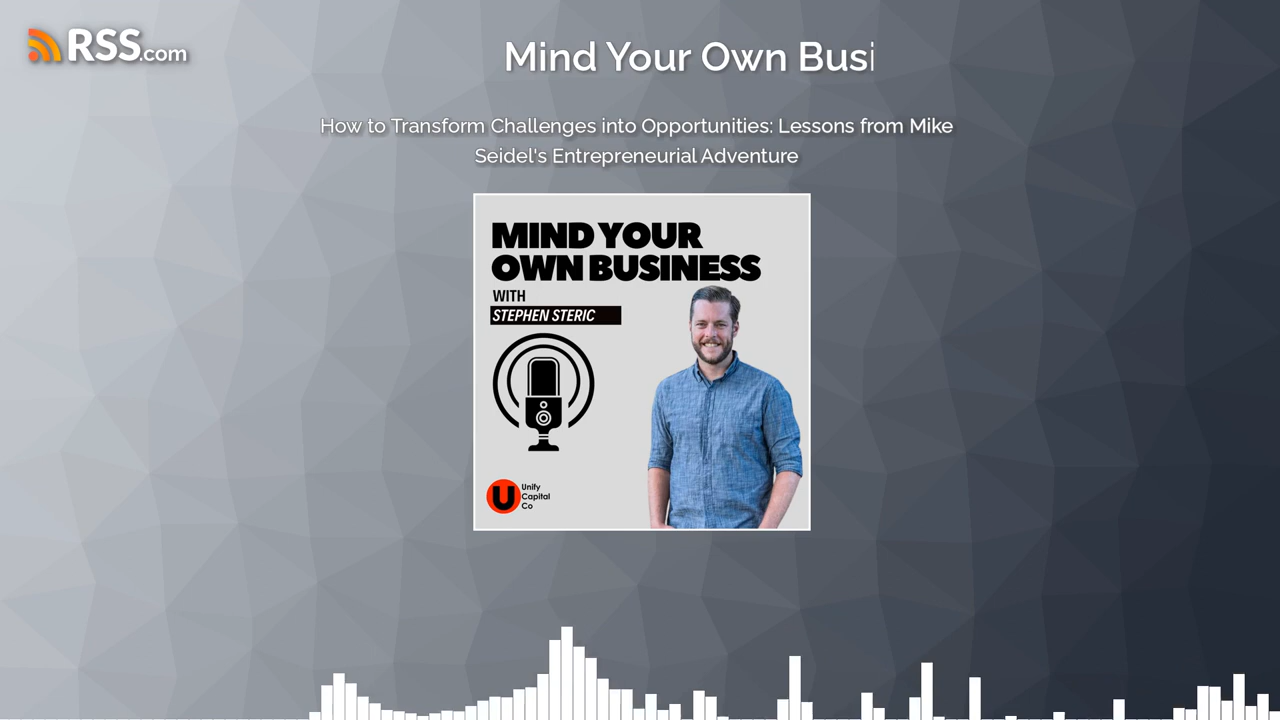 RSS.com
Mind Your Own Busi
How to Transform Challenges into Opportunities: Lessons from Mike
Seidel's Entrepreneurial Adventure
MIND YOUR
OWN BUSINESS
WITH
STEPHEN STERIC
U
Unify
Capital
Co